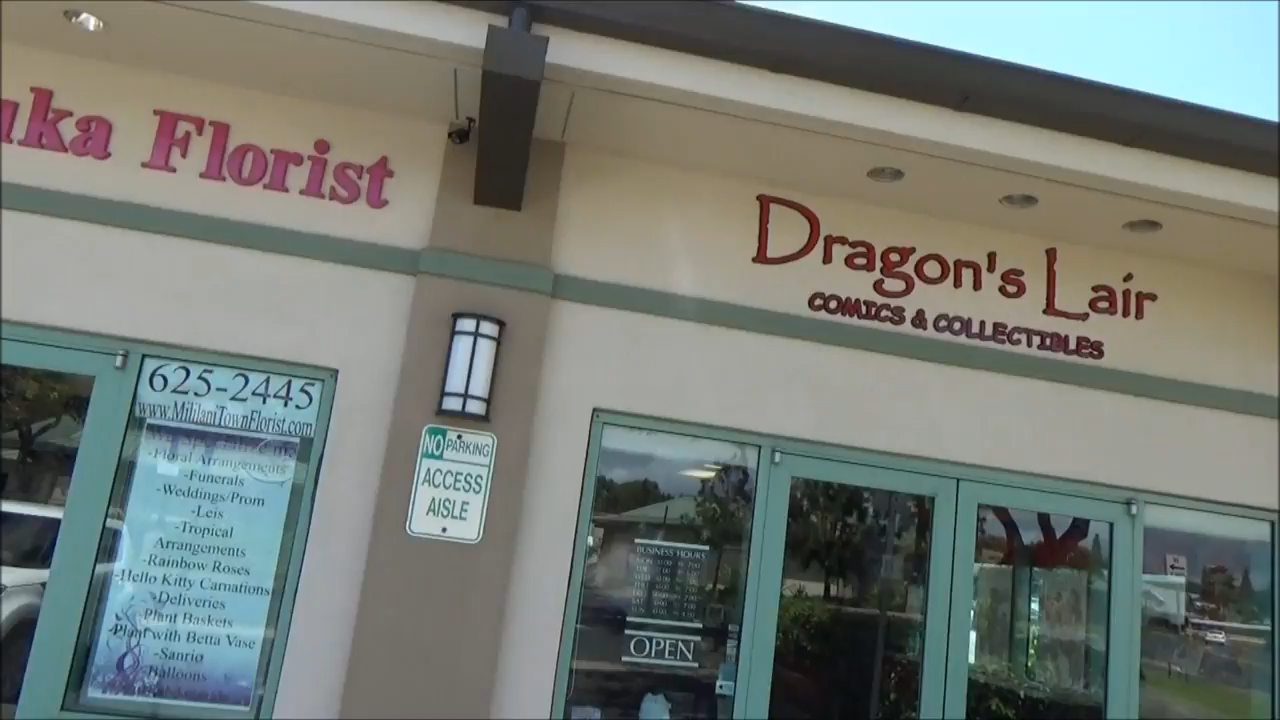 uka Florist
Dragon's Lair
COMICS & COLLECTIBLES
625-2445
www.MililaniTownFlorist.com
-Floral Arrangements
-Funerals
-Weddings/Prom
-Leis
-Tropical
Arrangements
-Rainbow Roses
-Hello Kitty Carnations
-Deliveries
Plant Baskets
-Plant with Betta Vase
-Sanrio
-Balloons
NO PARKING
ACCESS
AISLE
BUSINESS HOURS
OPEN